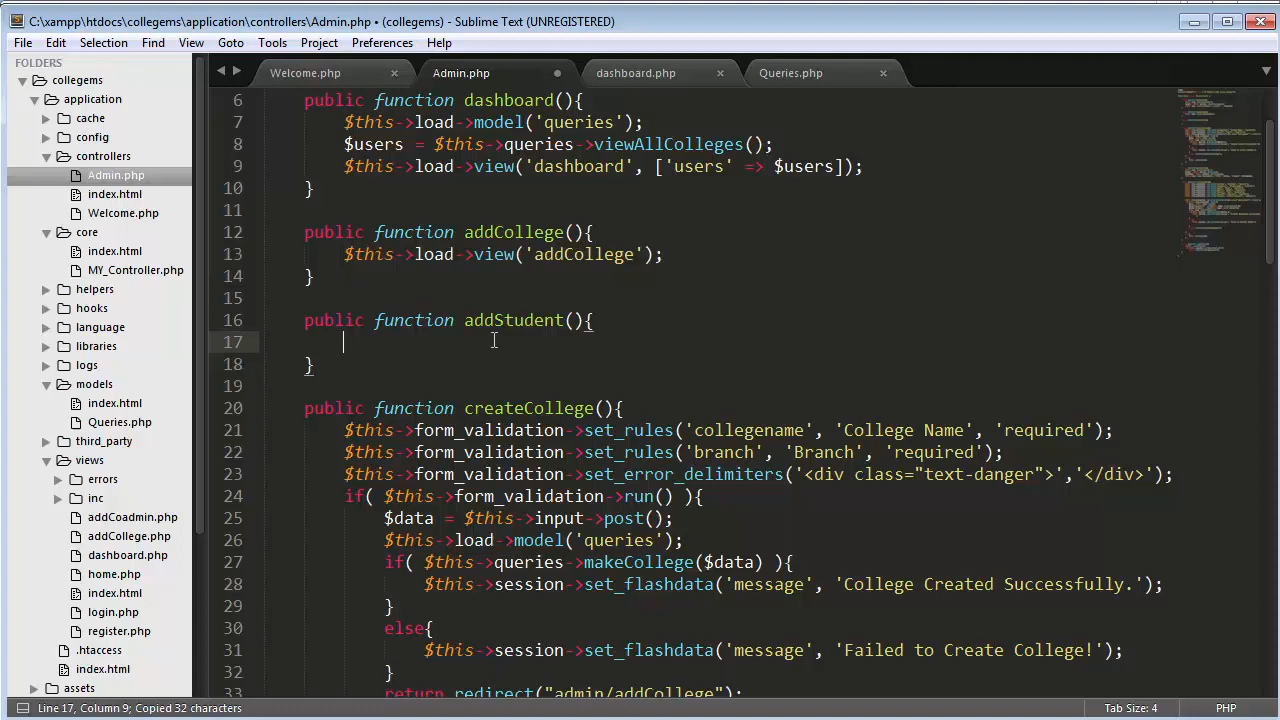 C:\xampp\htdocs\collegems\application\controllers\Admin.php • (collegems) - Sublime Text (UNREGISTERED)
File Edit Selection Find View Goto Tools Project Preferences Help
FOLDERS
collegems
application
cache
config
controllers
Admin.php
index.html
Welcome.php
core
index.html
MY_Controller.php
helpers
hooks
language
libraries
logs
models
index.html
Queries.php
third_party
views
errors
inc
addCoadmin.php
addCollege.php
dashboard.php
home.php
index.html
login.php
register.php
.htaccess
index.html
assets
Welcome.php × Admin.php • dashboard.php × Queries.php ×
6 public function dashboard(){
7 $this->load->model('queries');
8 $users = $this->queries->viewAllColleges();
9 $this->load->view('dashboard', ['users' => $users]);
10 }
11
12 public function addCollege(){
13 $this->load->view('addCollege');
14 }
15
16 public function addStudent(){
17
18 }
19
20 public function createCollege(){
21 $this->form_validation->set_rules('collegename', 'College Name', 'required');
22 $this->form_validation->set_rules('branch', 'Branch', 'required');
23 $this->form_validation->set_error_delimiters('<div class="text-danger">','</div>');
24 if( $this->form_validation->run() ){
25 $data = $this->input->post();
26 $this->load->model('queries');
27 if( $this->queries->makeCollege($data) ){
28 $this->session->set_flashdata('message', 'College Created Successfully.');
29 }
30 else{
31 $this->session->set_flashdata('message', 'Failed to Create College!');
32 }
33 return redirect("admin/addCollege");
Line 17, Column 9; Copied 32 characters Tab Size: 4 PHP